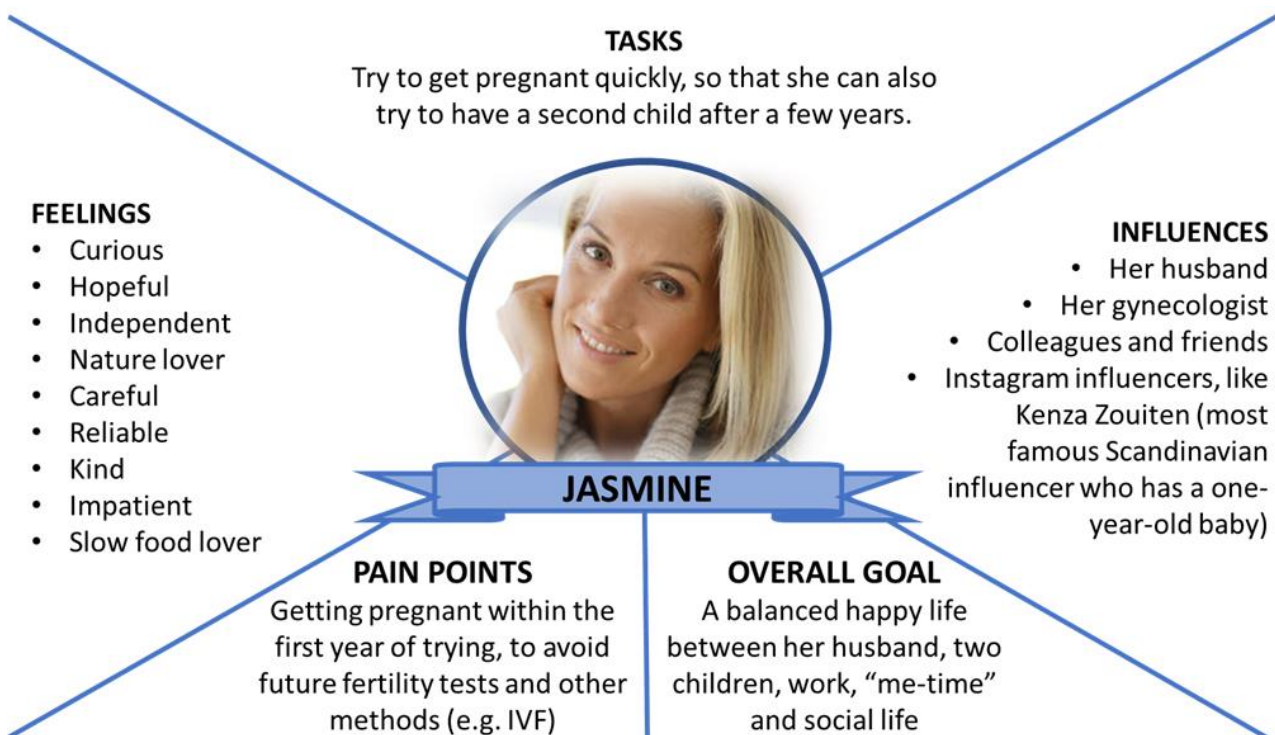 TASKS
Try to get pregnant quickly, so that she can also
try to have a second child after a few years.
FEELINGS
• Curious
• Hopeful
• Independent
• Nature lover
• Careful
• Reliable
• Kind
• Impatient
• Slow food lover
INFLUENCES
• Her husband
• Her gynecologist
• Colleagues and friends
• Instagram influencers, like
Kenza Zouiten (most
famous Scandinavian
influencer who has a one-
year-old baby)
JASMINE
PAIN POINTS
Getting pregnant within the
first year of trying, to avoid
future fertility tests and other
methods (e.g. IVF)
OVERALL GOAL
A balanced happy life
between her husband, two
children, work, “me-time”
and social life